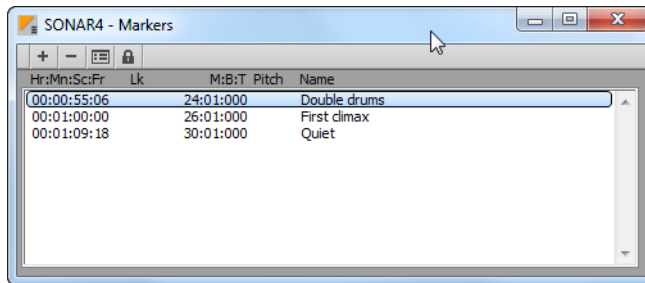 SONAR4 - Markers
Hr:Mn:Sc:Fr Lk M:B:T Pitch Name
00:00:55:06 24:01:000 Double drums
00:01:00:00 26:01:000 First climax
00:01:09:18 30:01:000 Quiet